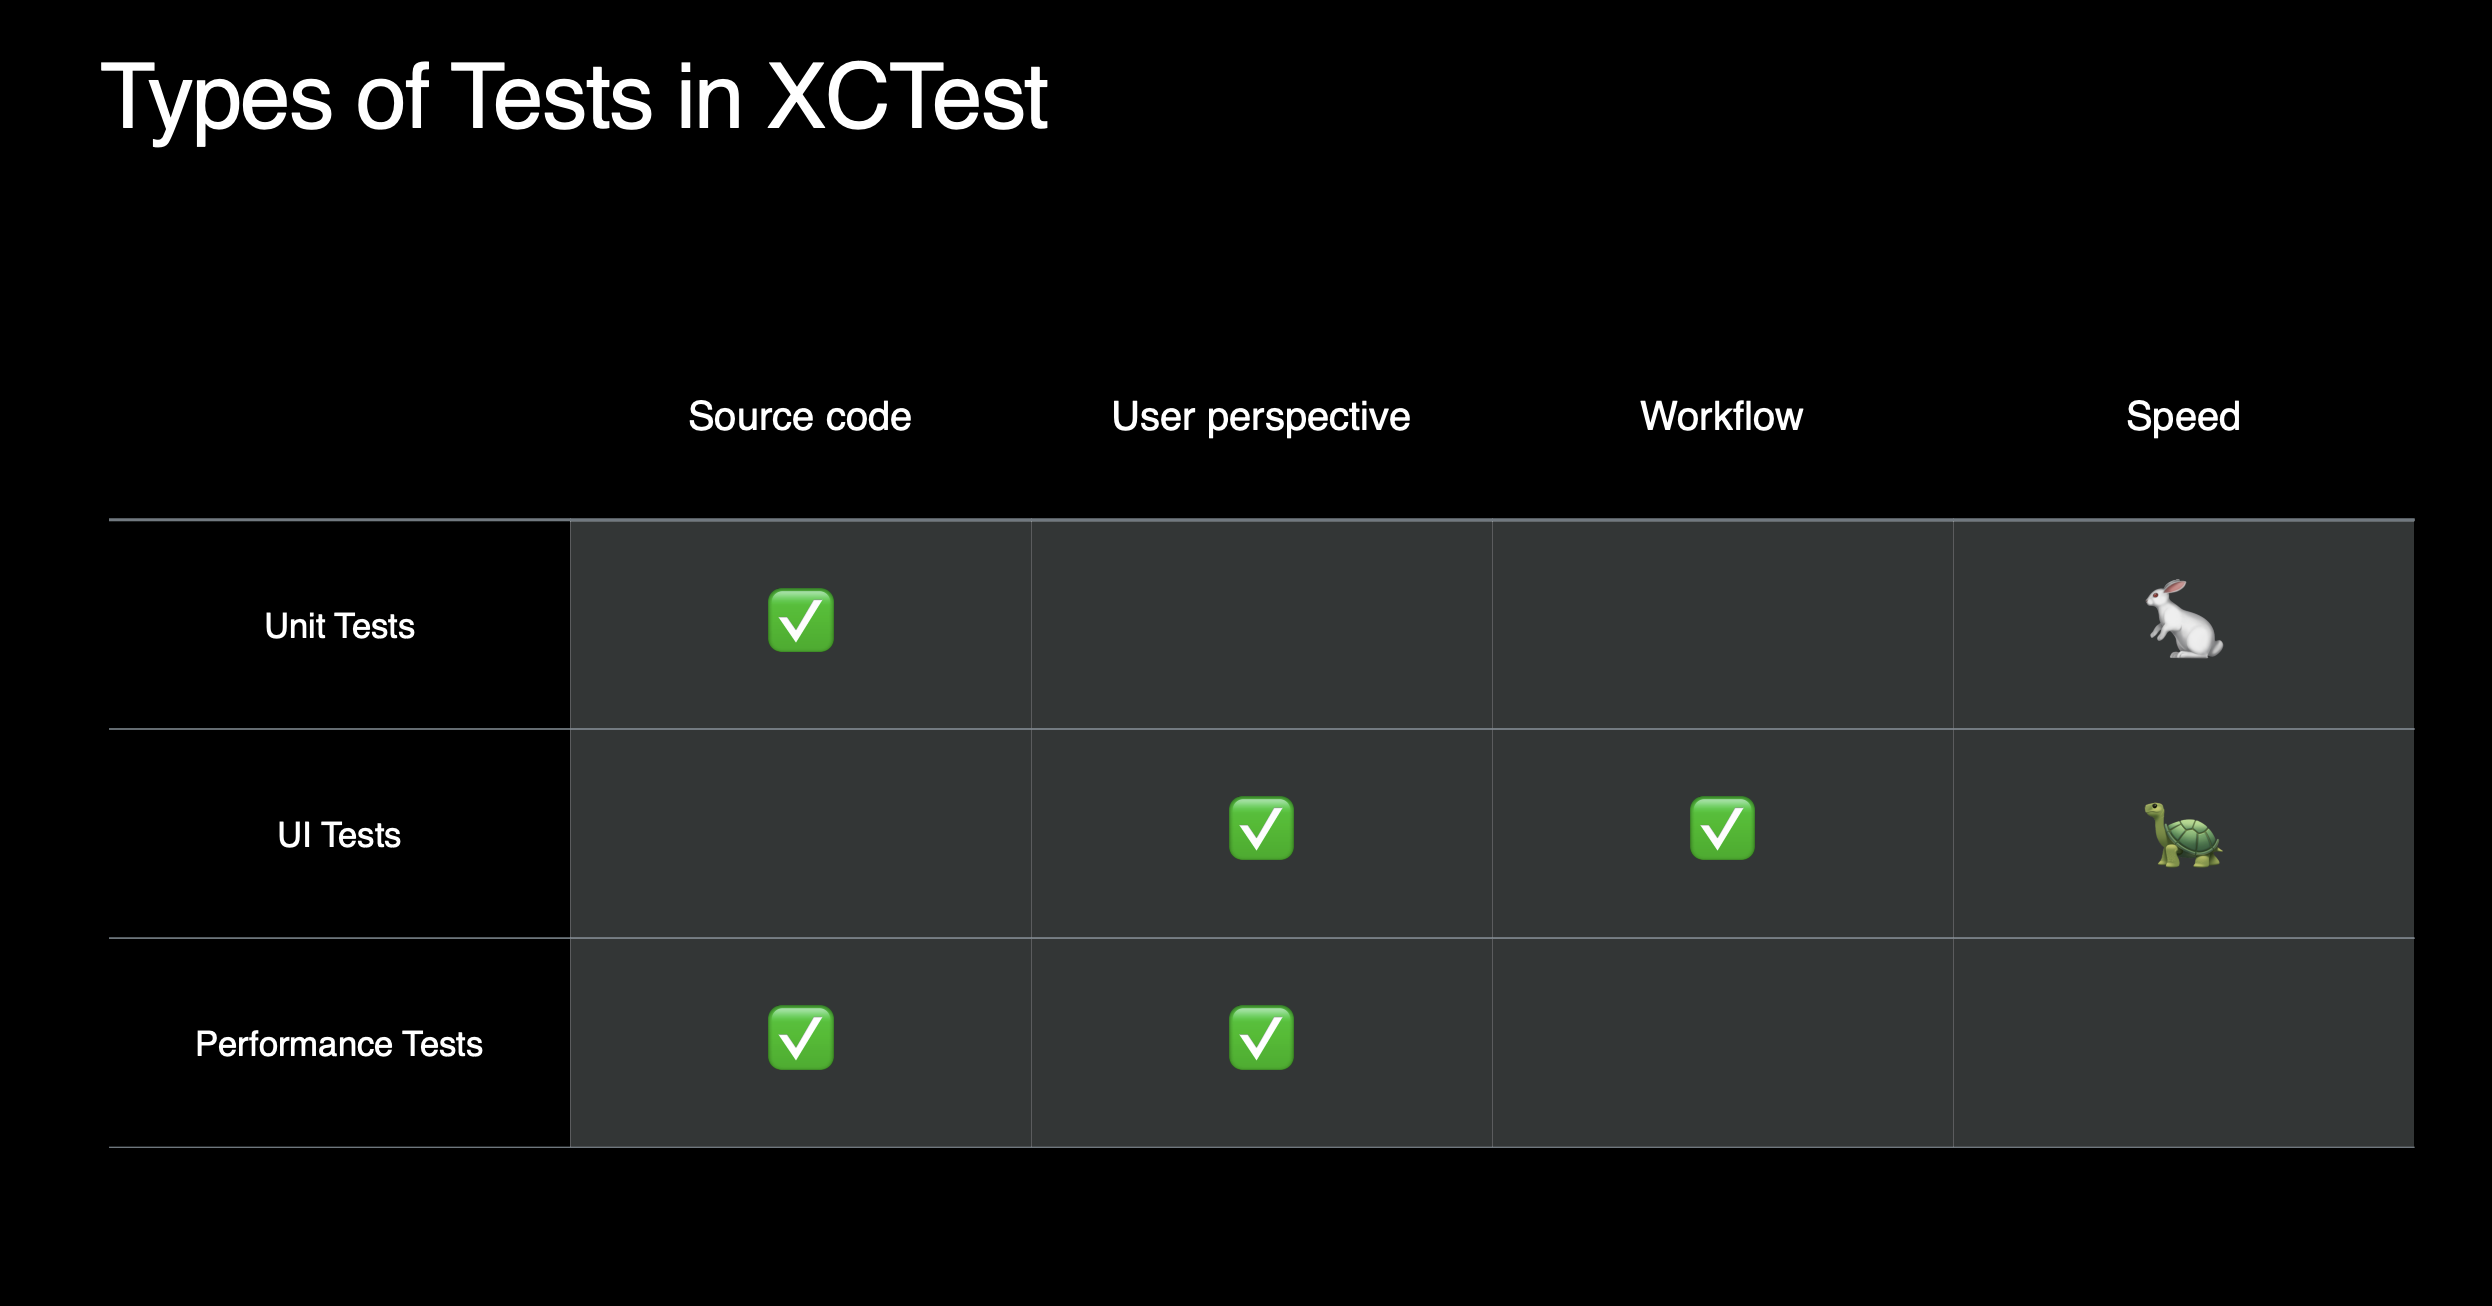 Types of Tests in XCTest
Source code User perspective Workflow Speed
Unit Tests
UI Tests
Performance Tests